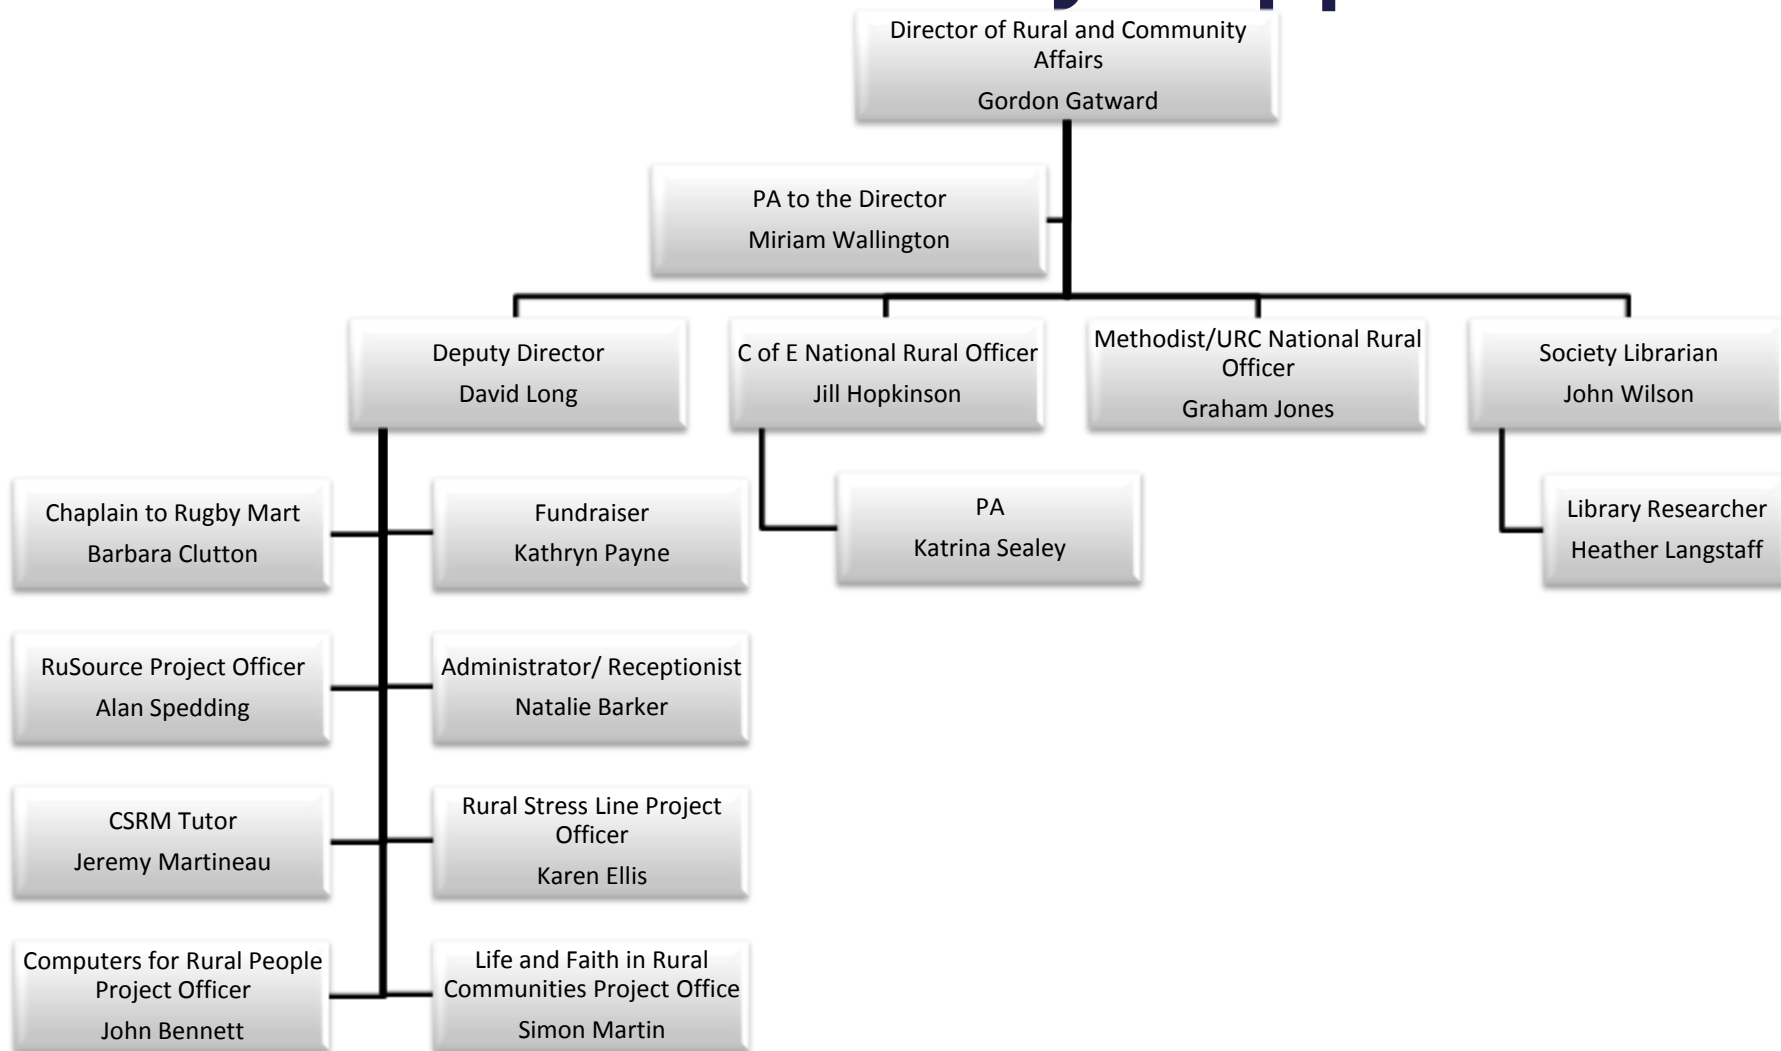 Director of Rural and Community
Affairs
Gordon Gatward
PA to the Director
Miriam Wallington
Deputy Director
David Long
C of E National Rural Officer
Jill Hopkinson
Methodist/URC National Rural
Officer
Graham Jones
Society Librarian
John Wilson
Chaplain to Rugby Mart
Barbara Clutton
Fundraiser
Kathryn Payne
PA
Katrina Sealey
Library Researcher
Heather Langstaff
RuSource Project Officer
Alan Spedding
Administrator/ Receptionist
Natalie Barker
CSRM Tutor
Jeremy Martineau
Rural Stress Line Project
Officer
Karen Ellis
Computers for Rural People
Project Officer
John Bennett
Life and Faith in Rural
Communities Project Office
Simon Martin